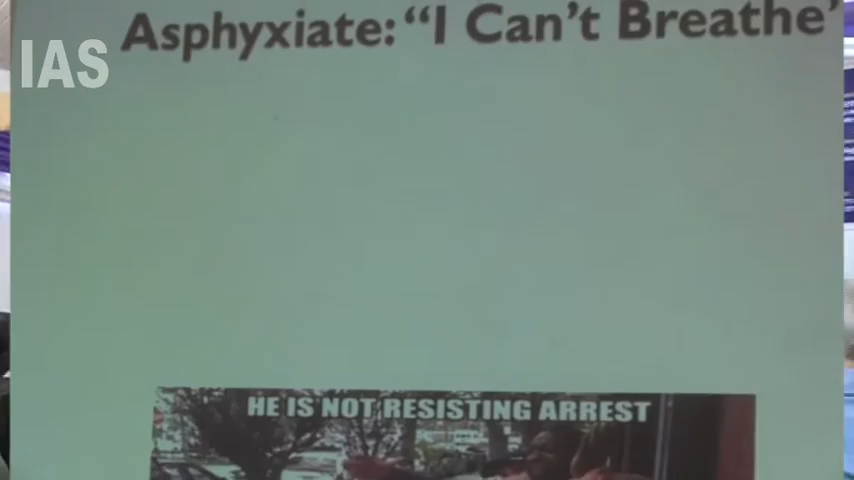 IAS
Asphyxiate: “I Can’t Breathe’
HE IS NOT RESISTING ARREST